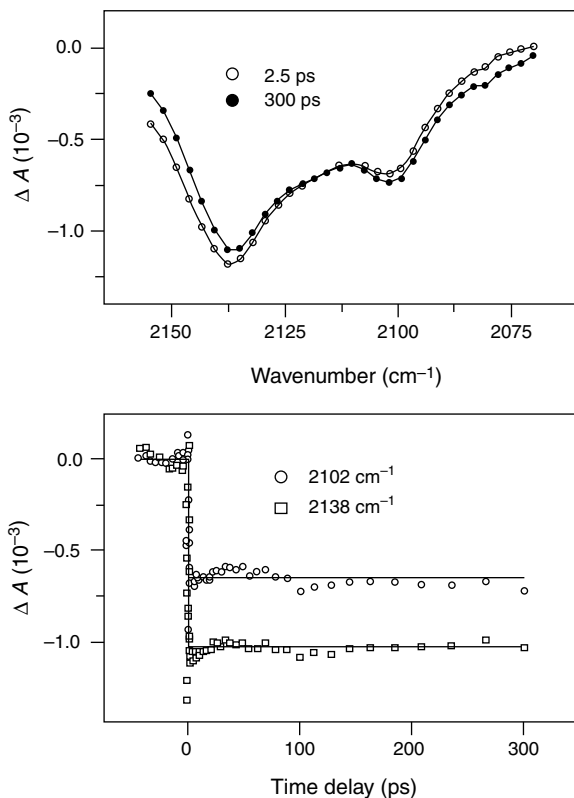 0.0
−0.5
−1.0
Δ A (10⁻³)
2.5 ps
300 ps
2150
2125
2100
2075
Wavenumber (cm⁻¹)
0.0
−0.5
−1.0
Δ A (10⁻³)
2102 cm⁻¹
2138 cm⁻¹
0
100
200
300
Time delay (ps)